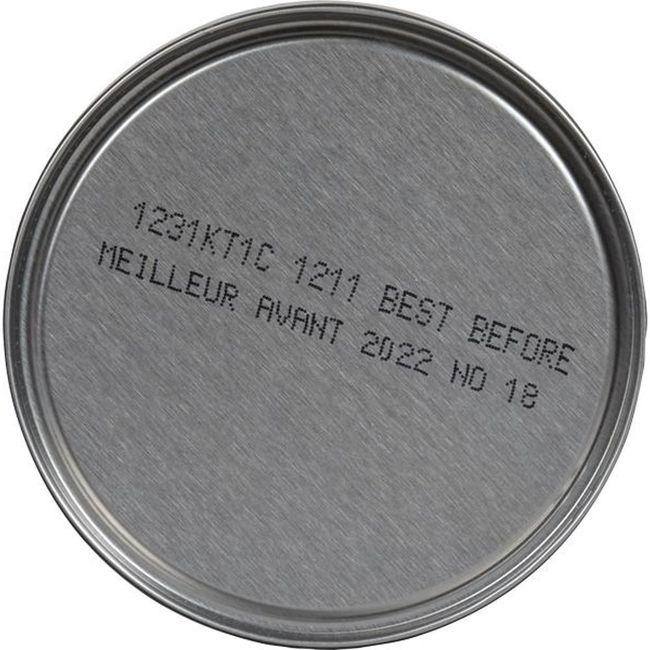 1231KT1C 1211 BEST BEFORE
MEILLEUR AVANT 2022 NO 18